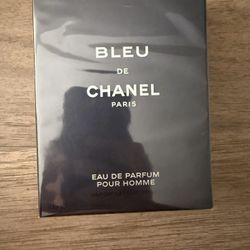 BLEU
DE
CHANEL
PARIS
EAU DE PARFUM
POUR HOMME